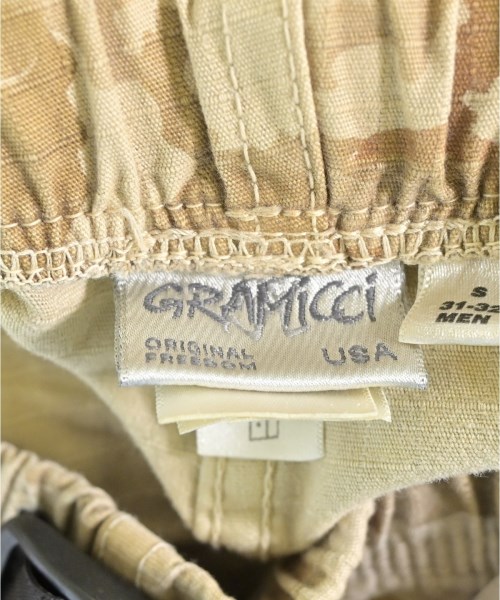 GRAMICCI
ORIGINAL
FREEDOM
USA
S
31-32
MEN